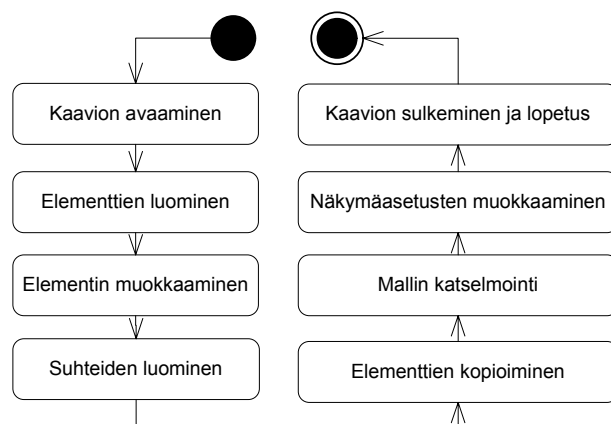 Kaavion avaaminen
Elementtien luominen
Elementin muokkaaminen
Suhteiden luominen
Kaavion sulkeminen ja lopetus
Näkymäasetusten muokkaaminen
Mallin katselmointi
Elementtien kopioiminen